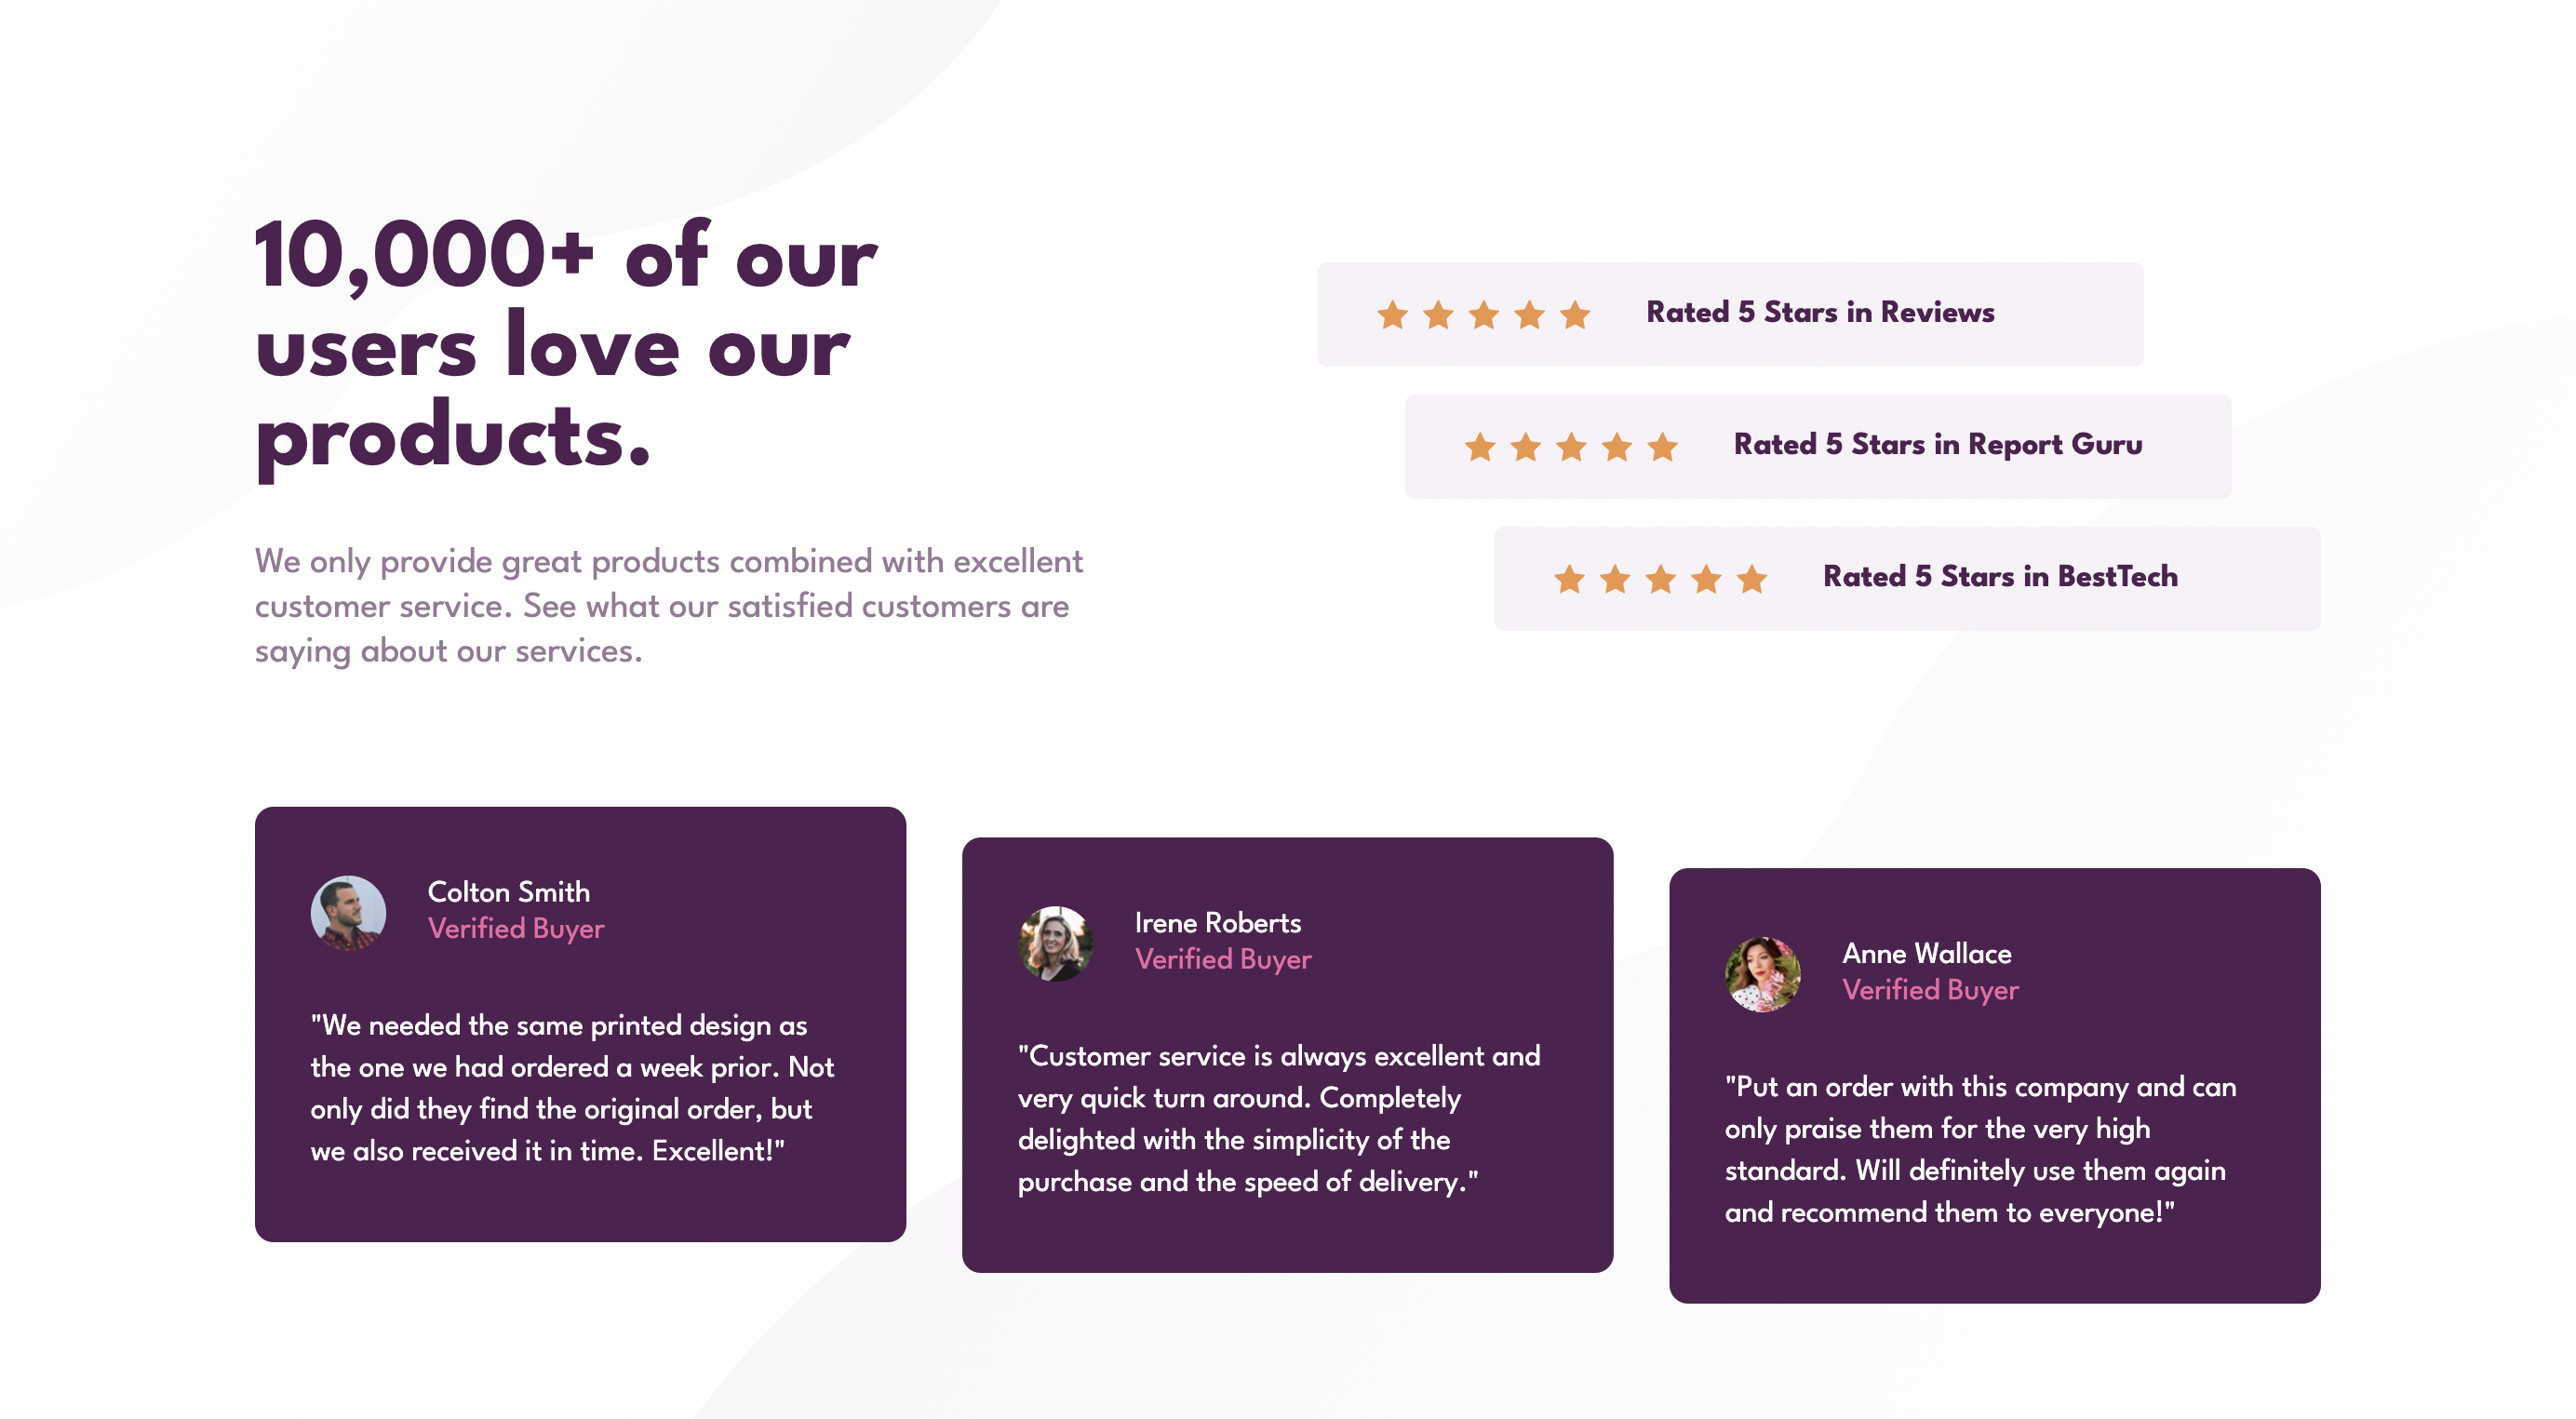 10,000+ of our
users love our
products.
We only provide great products combined with excellent
customer service. See what our satisfied customers are
saying about our services.
Rated 5 Stars in Reviews
Rated 5 Stars in Report Guru
Rated 5 Stars in BestTech
Colton Smith
Verified Buyer
"We needed the same printed design as
the one we had ordered a week prior. Not
only did they find the original order, but
we also received it in time. Excellent!"
Irene Roberts
Verified Buyer
"Customer service is always excellent and
very quick turn around. Completely
delighted with the simplicity of the
purchase and the speed of delivery."
Anne Wallace
Verified Buyer
"Put an order with this company and can
only praise them for the very high
standard. Will definitely use them again
and recommend them to everyone!"